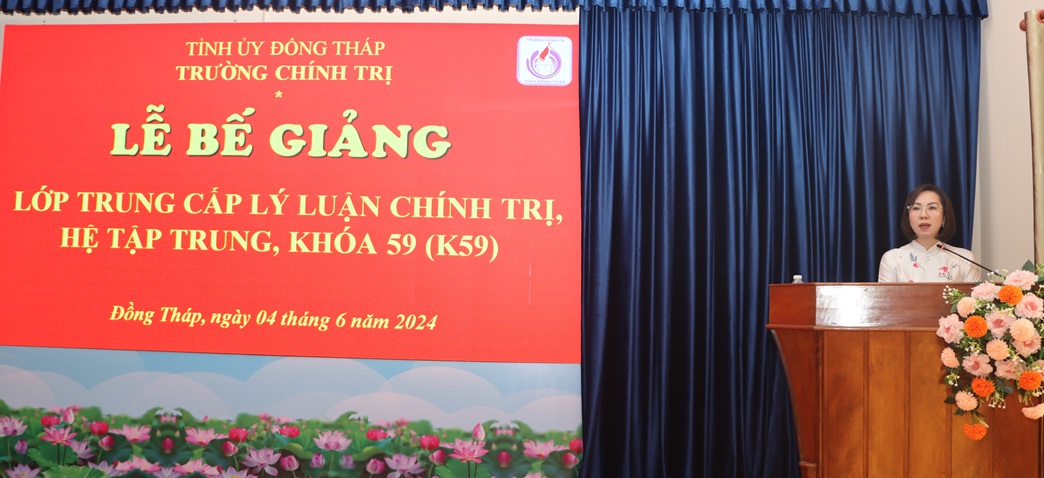 TỈNH ỦY ĐỒNG THÁP
TRƯỜNG CHÍNH TRỊ
*
LỄ BẾ GIẢNG
LỚP TRUNG CẤP LÝ LUẬN CHÍNH TRỊ,
HỆ TẬP TRUNG, KHÓA 59 (K59)
Đồng Tháp, ngày 04 tháng 6 năm 2024